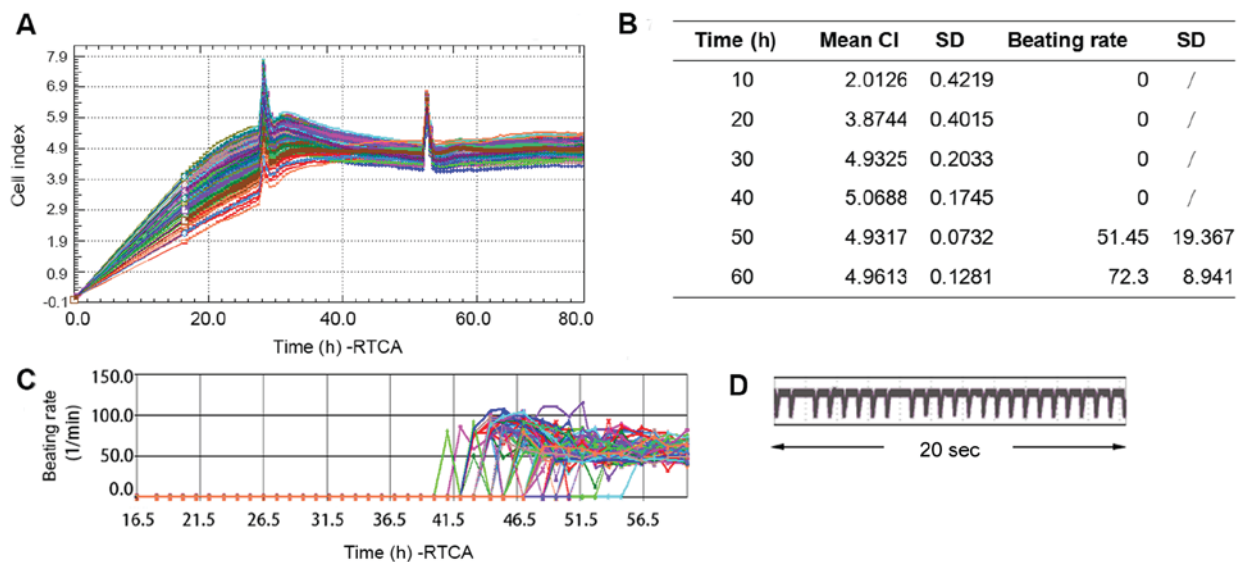 A
Cell index
7.9
6.9
5.9
4.9
3.9
2.9
1.9
0.9
-0.1
0.0 20.0 40.0 60.0 80.0
Time (h) -RTCA
B
Time (h) Mean CI SD Beating rate SD
10 2.0126 0.4219 0 /
20 3.8744 0.4015 0 /
30 4.9325 0.2033 0 /
40 5.0688 0.1745 0 /
50 4.9317 0.0732 51.45 19.367
60 4.9613 0.1281 72.3 8.941
C
Beating rate
(1/min)
150.0
100.0
50.0
0.0
16.5 21.5 26.5 31.5 36.5 41.5 46.5 51.5 56.5
Time (h) -RTCA
D
20 sec